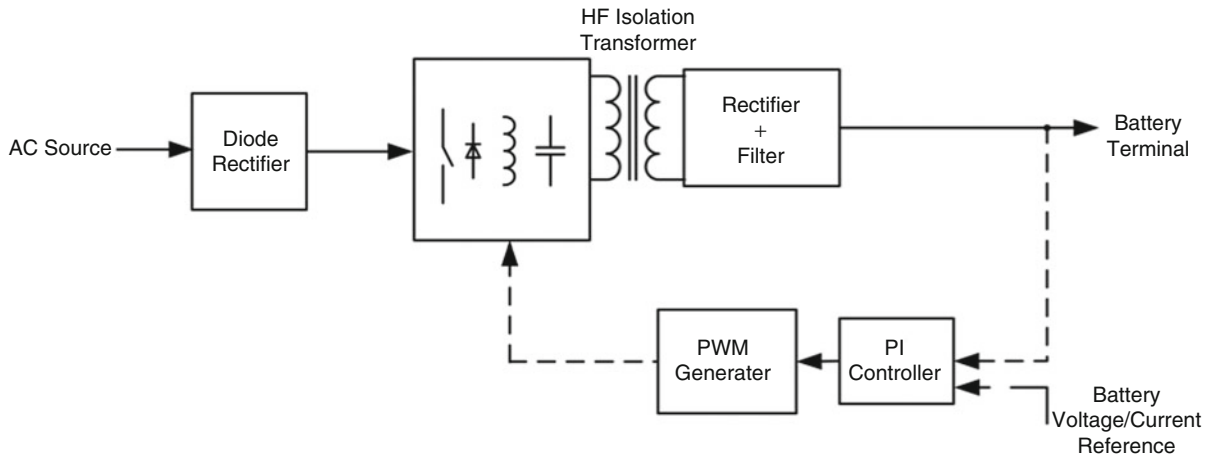 HF Isolation
Transformer
AC Source
Diode
Rectifier
Rectifier
+
Filter
Battery
Terminal
PWM
Generater
PI
Controller
Battery
Voltage/Current
Reference